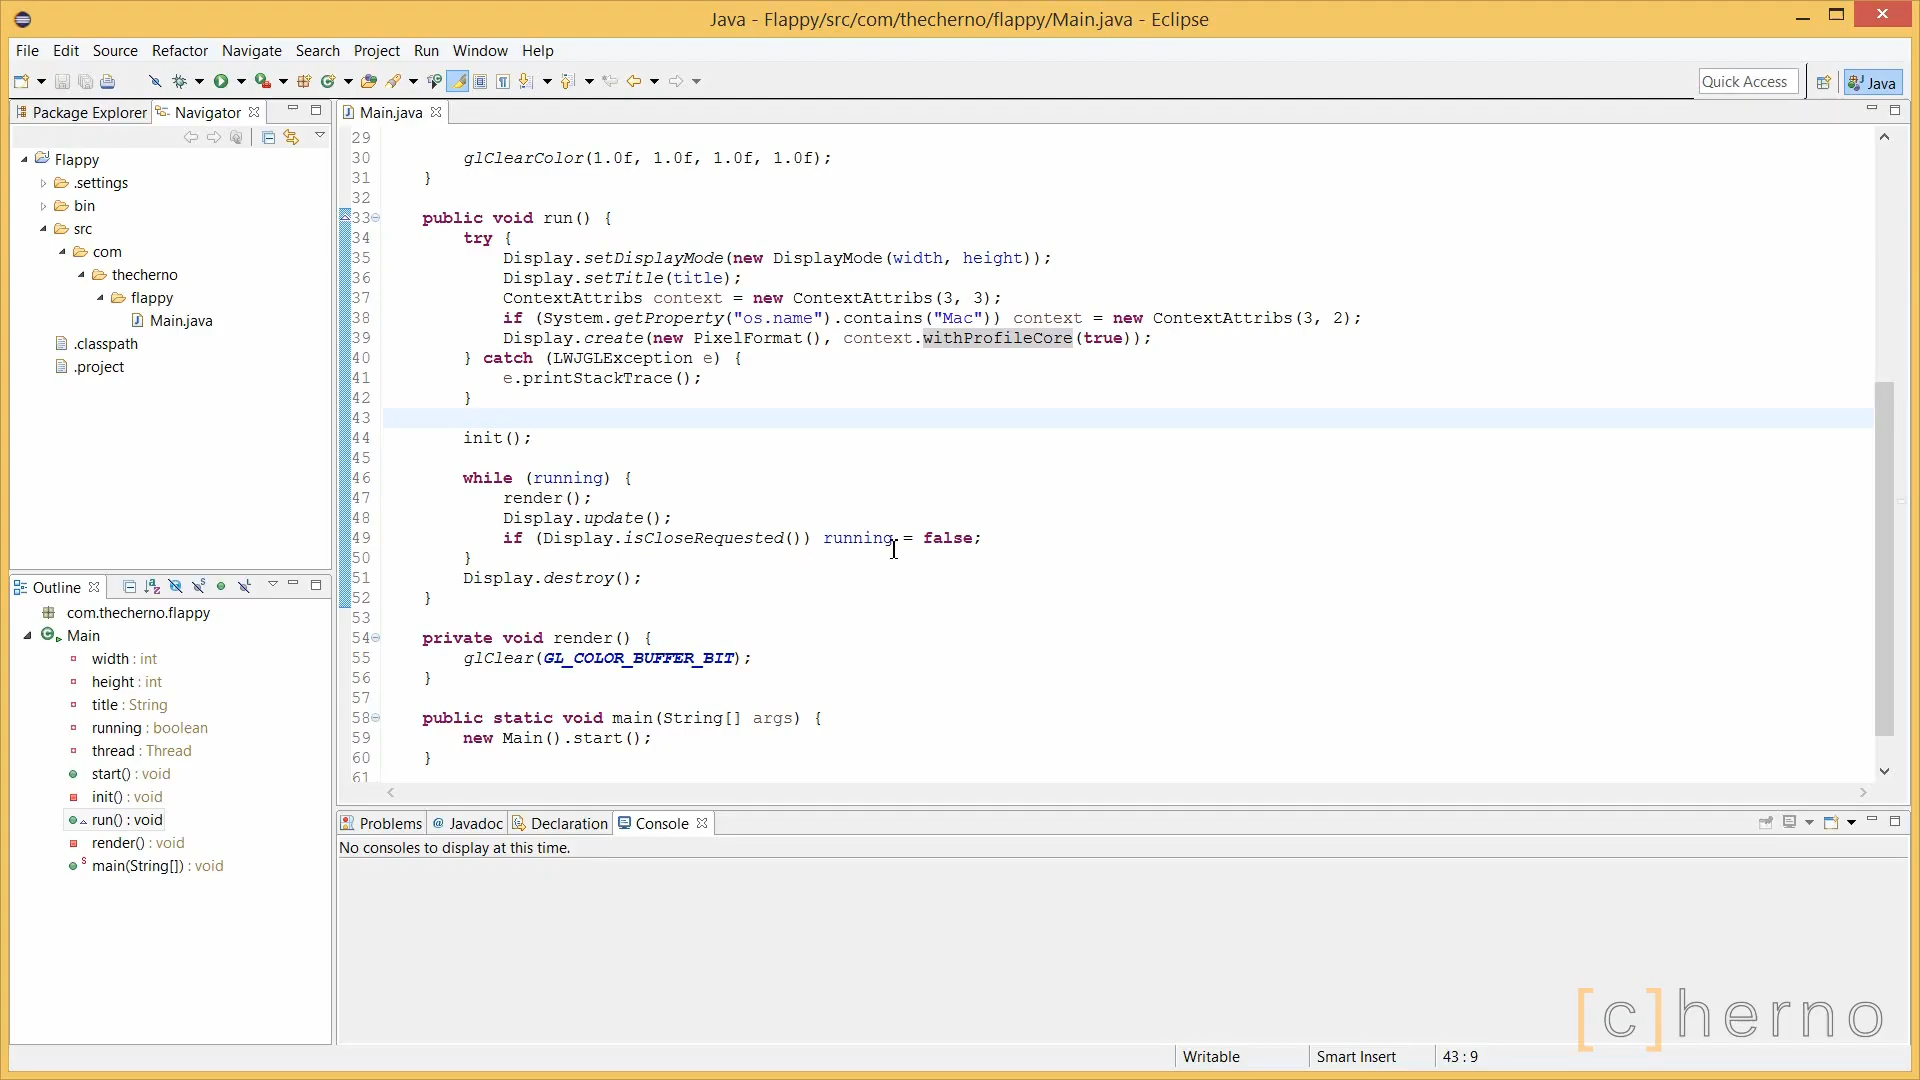 Java - Flappy/src/com/thecherno/flappy/Main.java - Eclipse
File Edit Source Refactor Navigate Search Project Run Window Help
Quick Access
Java
Package Explorer Navigator
Main.java
Flappy
.settings
bin
src
com
thecherno
flappy
Main.java
.classpath
.project
29
30 glClearColor(1.0f, 1.0f, 1.0f, 1.0f);
31 }
32
33 public void run() {
34 try {
35 Display.setDisplayMode(new DisplayMode(width, height));
36 Display.setTitle(title);
37 ContextAttribs context = new ContextAttribs(3, 3);
38 if (System.getProperty("os.name").contains("Mac")) context = new ContextAttribs(3, 2);
39 Display.create(new PixelFormat(), context.withProfileCore(true));
40 } catch (LWJGLException e) {
41 e.printStackTrace();
42 }
43
44 init();
45
46 while (running) {
47 render();
48 Display.update();
49 if (Display.isCloseRequested()) running = false;
50 }
51 Display.destroy();
52 }
53
54 private void render() {
55 glClear(GL_COLOR_BUFFER_BIT);
56 }
57
58 public static void main(String[] args) {
59 new Main().start();
60 }
61
Outline
com.thecherno.flappy
Main
width : int
height : int
title : String
running : boolean
thread : Thread
start() : void
init() : void
run() : void
render() : void
main(String[]) : void
Problems Javadoc Declaration Console
No consoles to display at this time.
[c]herno
Writable Smart Insert 43 : 9